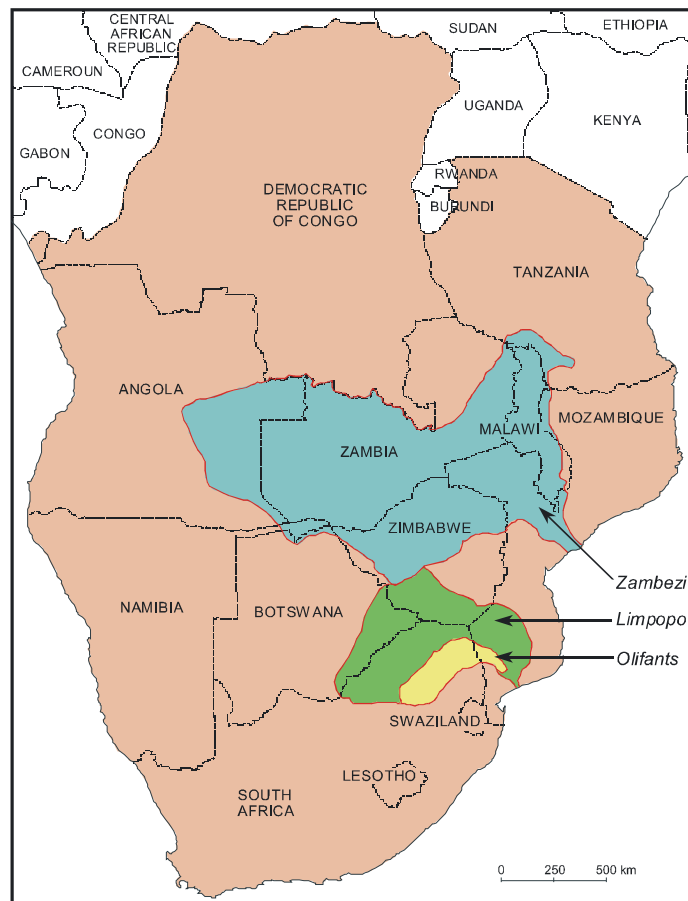 CENTRAL
AFRICAN
REPUBLIC
SUDAN
ETHIOPIA
CAMEROUN
UGANDA
KENYA
CONGO
GABON
RWANDA
BURUNDI
DEMOCRATIC
REPUBLIC
OF CONGO
TANZANIA
ANGOLA
MOZAMBIQUE
MALAWI
ZAMBIA
ZIMBABWE
Zambezi
NAMIBIA
BOTSWANA
Limpopo
Olifants
SWAZILAND
LESOTHO
SOUTH
AFRICA
0 250 500 km